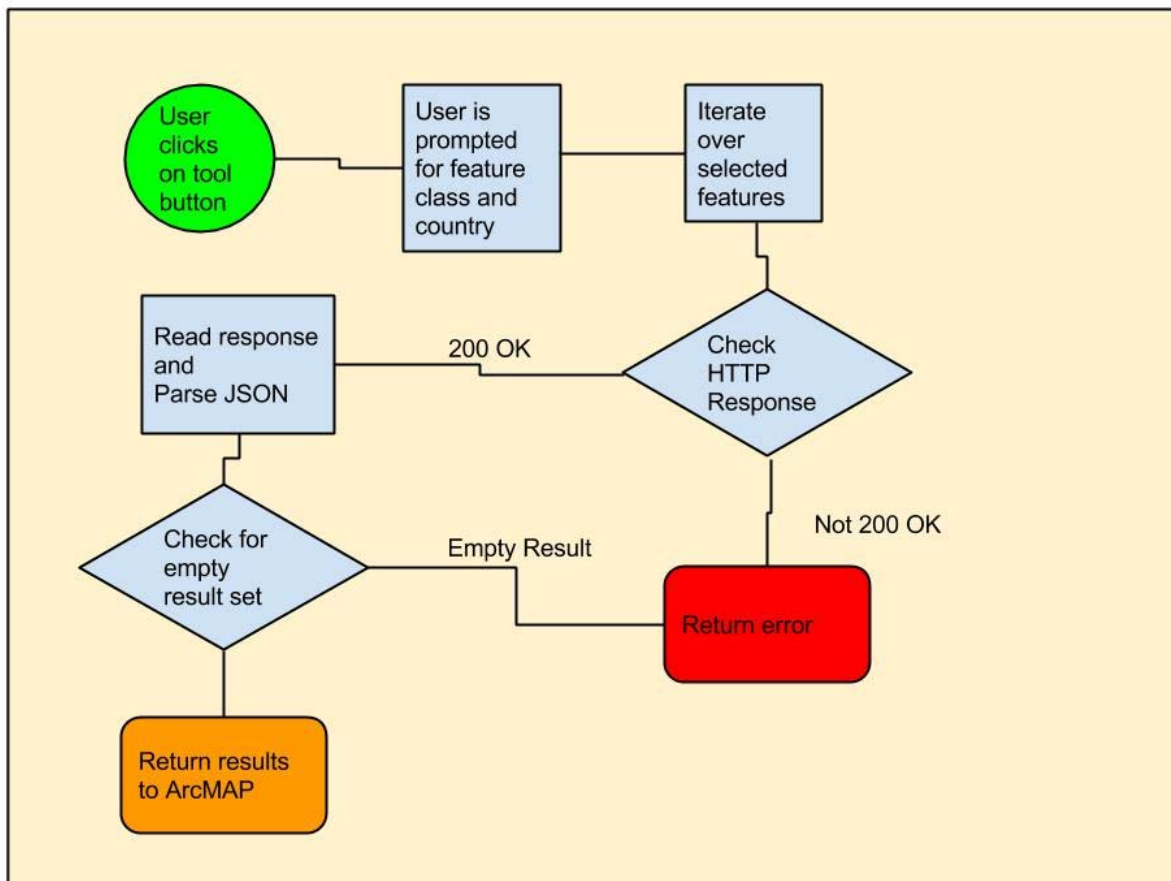 User
clicks
on tool
button
User is
prompted
for feature
class and
country
Iterate
over
selected
features
Check
HTTP
Response
200 OK
Read response
and
Parse JSON
Not 200 OK
Check for
empty
result set
Empty Result
Return error
Return results
to ArcMAP